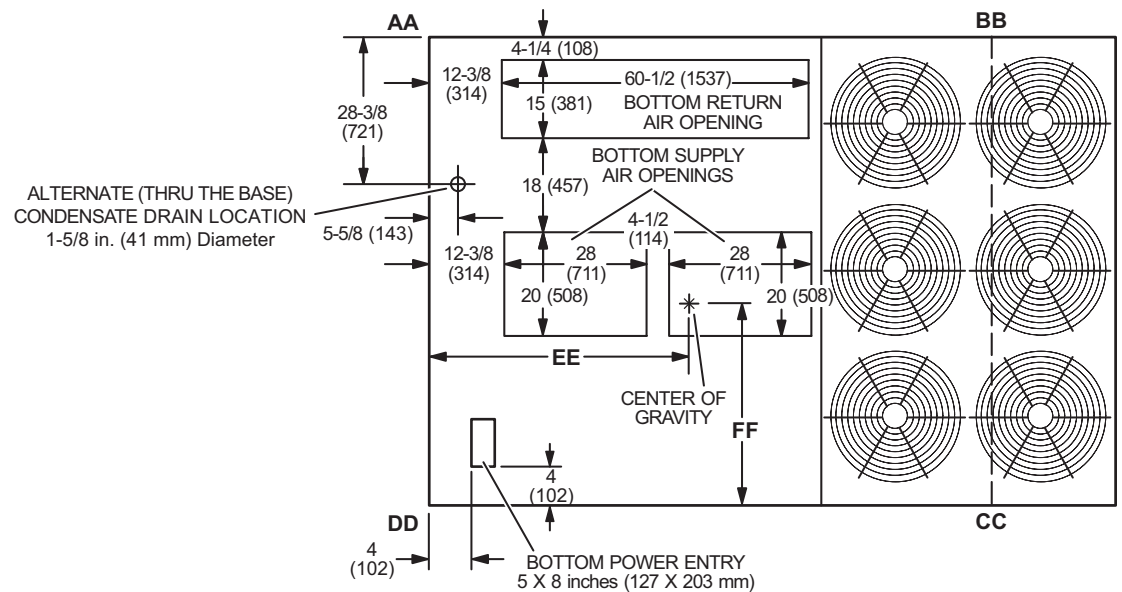 AA
BB
4-1/4 (108)
12-3/8
(314)
60-1/2 (1537)
15 (381)
BOTTOM RETURN
AIR OPENING
28-3/8
(721)
BOTTOM SUPPLY
AIR OPENINGS
18 (457)
ALTERNATE (THRU THE BASE)
CONDENSATE DRAIN LOCATION
1-5/8 in. (41 mm) Diameter
5-5/8 (143)
4-1/2
(114)
12-3/8
(314)
28
(711)
28
(711)
20 (508)
20 (508)
EE
CENTER OF
GRAVITY
FF
4
(102)
DD
CC
4
(102)
BOTTOM POWER ENTRY
5 X 8 inches (127 X 203 mm)